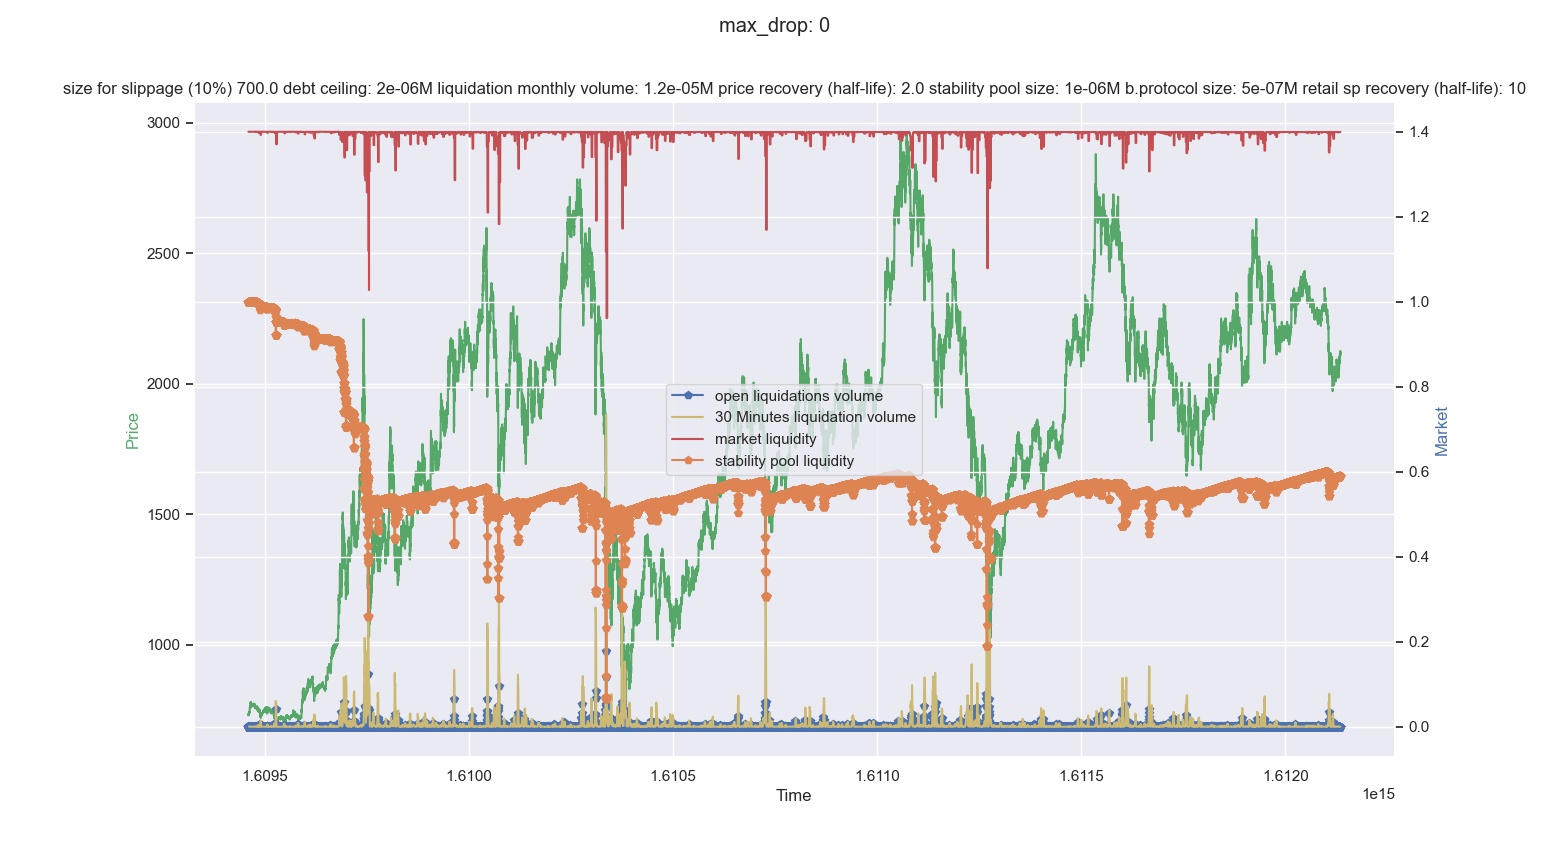 max_drop: 0
size for slippage (10%) 700.0 debt ceiling: 2e-06M liquidation monthly volume: 1.2e-05M price recovery (half-life): 2.0 stability pool size: 1e-06M b.protocol size: 5e-07M retail sp recovery (half-life): 10
3000
2500
2000
1500
1000
Price
1.4
1.2
1.0
0.8
0.6
0.4
0.2
0.0
Market
open liquidations volume
30 Minutes liquidation volume
market liquidity
stability pool liquidity
1.6095 1.6100 1.6105 1.6110 1.6115 1.6120
Time
1e15